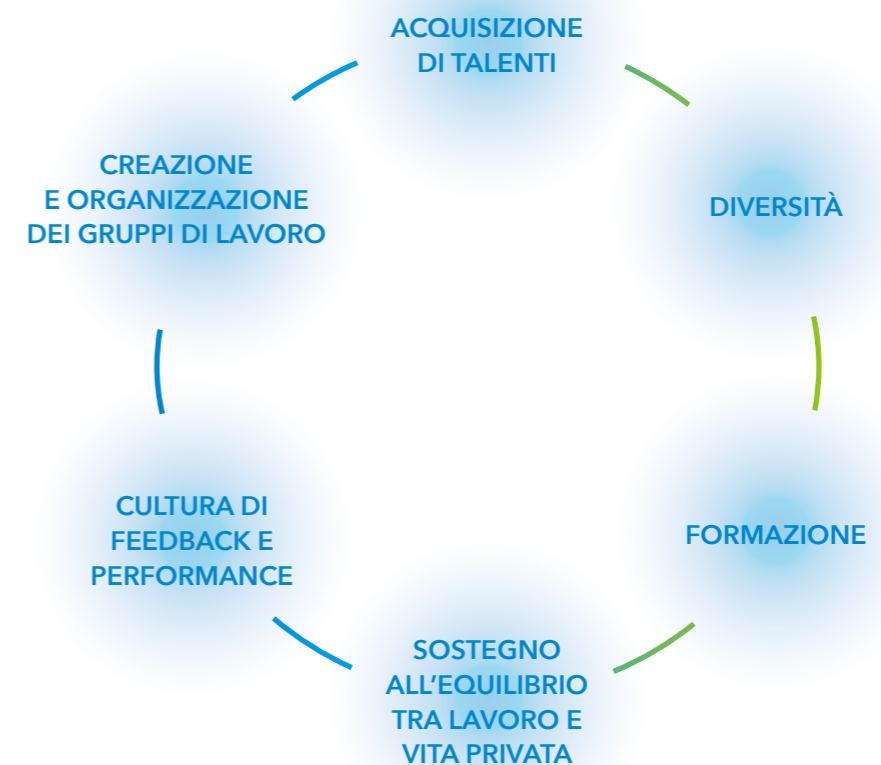 ACQUISIZIONE
DI TALENTI
DIVERSITÀ
FORMAZIONE
SOSTEGNO
ALL’EQUILIBRIO
TRA LAVORO E
VITA PRIVATA
CULTURA DI
FEEDBACK E
PERFORMANCE
CREAZIONE
E ORGANIZZAZIONE
DEI GRUPPI DI LAVORO